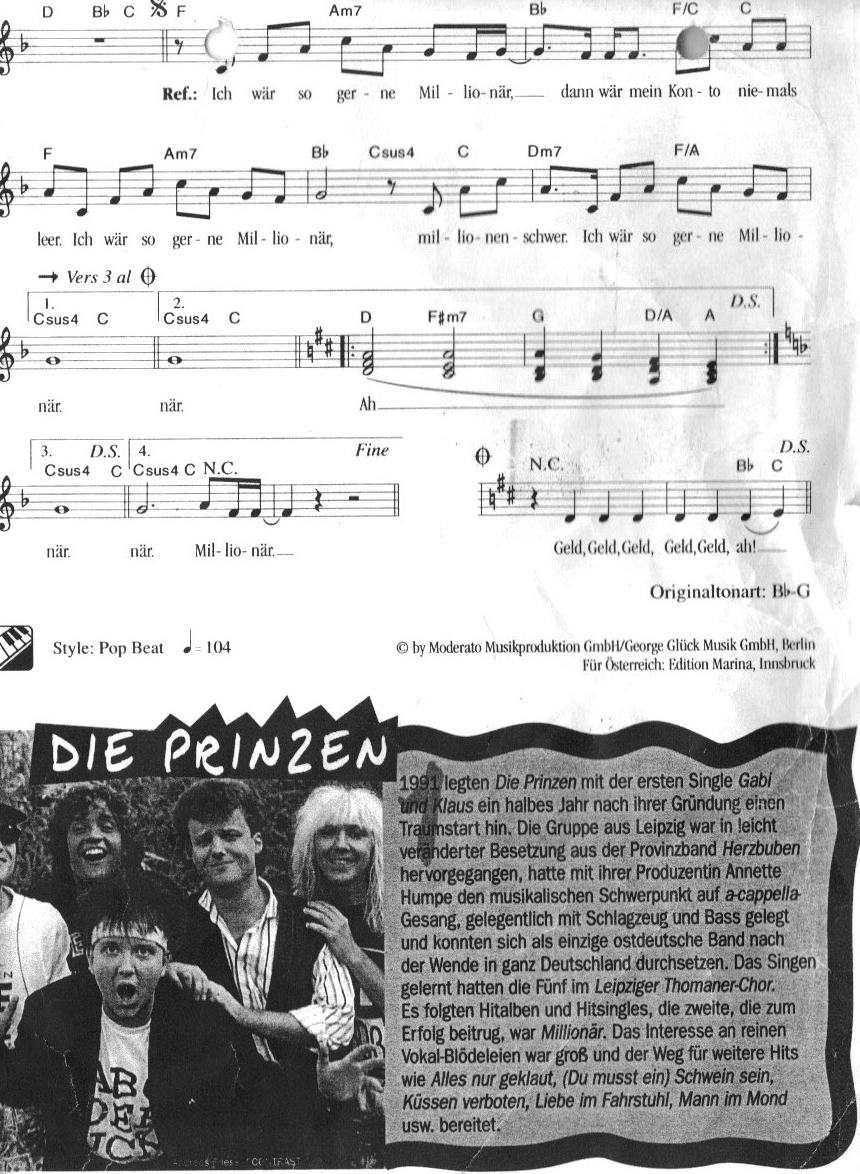 D B♭ C F Am7 B♭ F/C C
Ref.: Ich wär so ger - ne Mil - lio- när,___ dann wär mein Kon - to nie-mals
F Am7 B♭ Csus4 C Dm7 F/A
leer. Ich wär so ger - ne Mil - lio - när, mil - lio - nen - schwer. Ich wär so ger - ne Mil - lio -
→ Vers 3 al
1. 2. D.S.
Csus4 C Csus4 C D F#m7 G D/A A
när. när. Ah___
3. D.S. 4. Fine D.S.
Csus4 C Csus4 C N.C. N.C. B♭ C
när. när. Mil- lio- när.___ Geld, Geld, Geld, Geld, Geld, ah!___
Originaltonart: B♭-G
Style: Pop Beat ♩= 104
© by Moderato Musikproduktion GmbH/George Glück Musik GmbH, Berlin
Für Österreich: Edition Marina, Innsbruck
DIE PRINZEN
1991 legten Die Prinzen mit der ersten Single Gabi
und Klaus ein halbes Jahr nach ihrer Gründung einen
Traumstart hin. Die Gruppe aus Leipzig war in leicht
veränderter Besetzung aus der Provinzband Herzbuben
hervorgegangen, hatte mit ihrer Produzentin Annette
Humpe den musikalischen Schwerpunkt auf a-cappella-
Gesang, gelegentlich mit Schlagzeug und Bass gelegt
und konnten sich als einzige ostdeutsche Band nach
der Wende in ganz Deutschland durchsetzen. Das Singen
gelernt hatten die Fünf im Leipziger Thomaner-Chor.
Es folgten Hitalben und Hitsingles, die zweite, die zum
Erfolg beitrug, war Millionär. Das Interesse an reinen
Vokal-Blödeleien war groß und der Weg für weitere Hits
wie Alles nur geklaut, (Du musst ein) Schwein sein,
Küssen verboten, Liebe im Fahrstuhl, Mann im Mond
usw. bereitet.